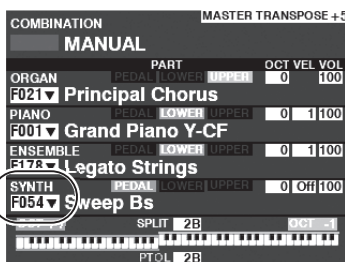 COMBINATION MASTER TRANSPOSE +5
MANUAL
PART OCT VEL VOL
ORGAN PEDAL LOWER UPPER 0 100
F021▼ Principal Chorus
PIANO PEDAL LOWER UPPER 0 1 100
F001▼ Grand Piano Y-CF
ENSEMBLE PEDAL LOWER UPPER 0 1 100
F178▼ Legato Strings
SYNTH PEDAL LOWER UPPER 0 Off 100
F054▼ Sweep Bs
SPLIT 2B OCT -1
PTOL 2B